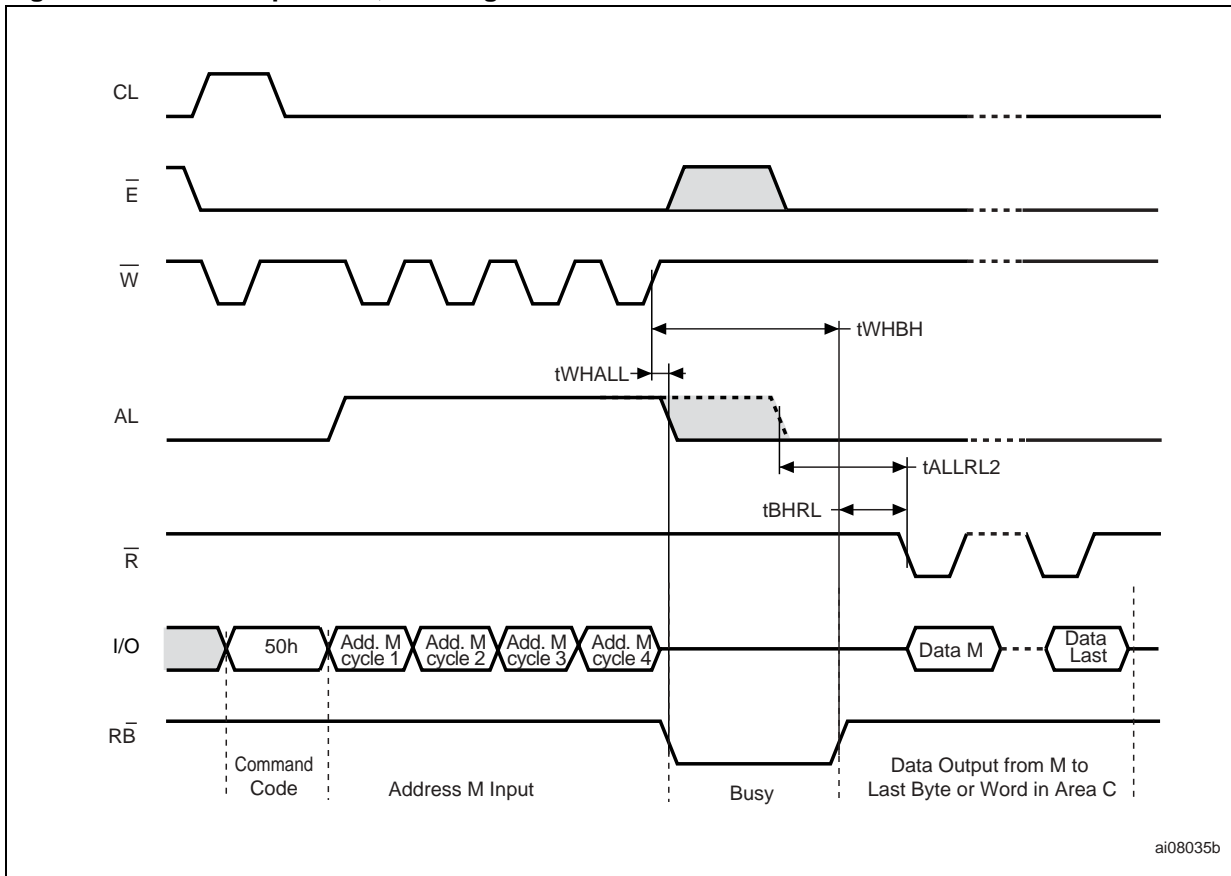 CL
E̅
W̅
tWHBH
tWHALL
AL
tALLRL2
tBHRL
R̅
I/O
50h
Add. M cycle 1
Add. M cycle 2
Add. M cycle 3
Add. M cycle 4
Data M
Data Last
RB̅
Command Code
Address M Input
Busy
Data Output from M to
Last Byte or Word in Area C
ai08035b